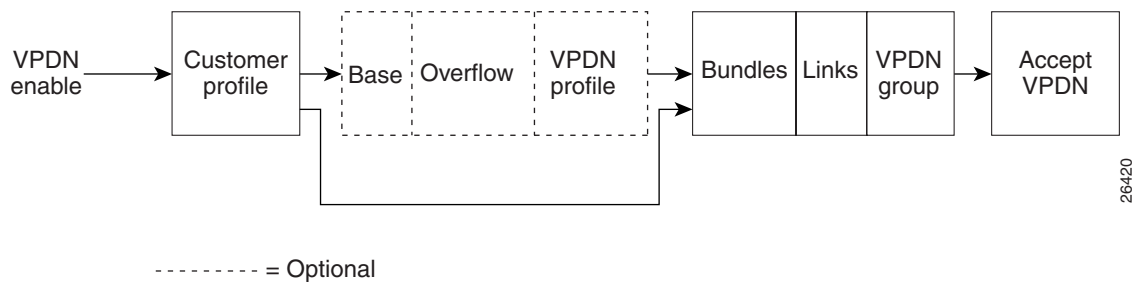 VPDN
enable
Customer
profile
Base
Overflow
VPDN
profile
Bundles
Links
VPDN
group
Accept
VPDN
26420
- - - - - - - - = Optional